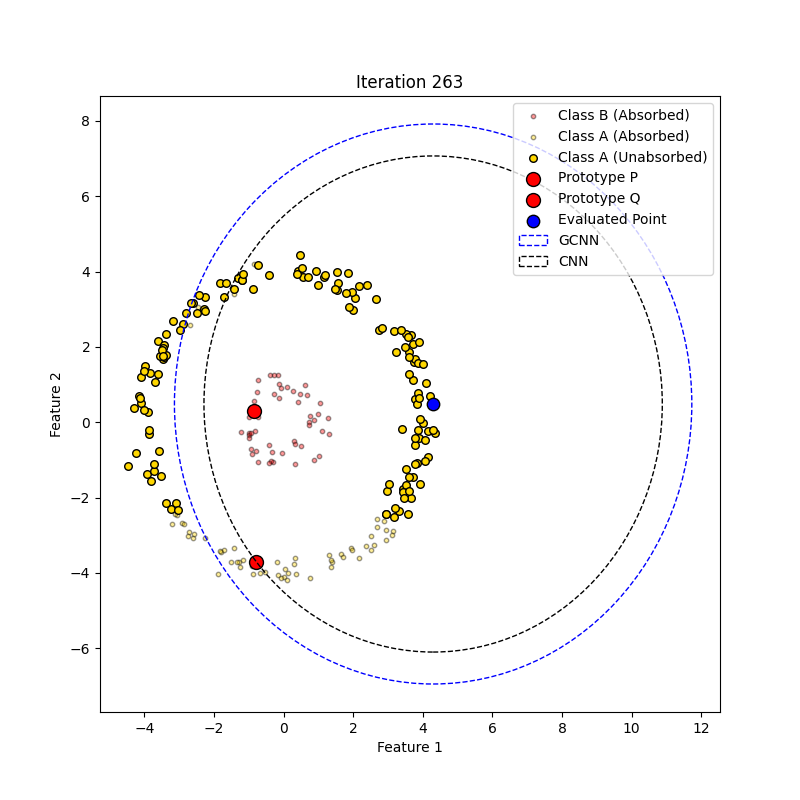 Iteration 263
Class B (Absorbed)
Class A (Absorbed)
Class A (Unabsorbed)
Prototype P
Prototype Q
Evaluated Point
GCNN
CNN
8
6
4
2
0
−2
−4
−6
Feature 2
−4 −2 0 2 4 6 8 10 12
Feature 1